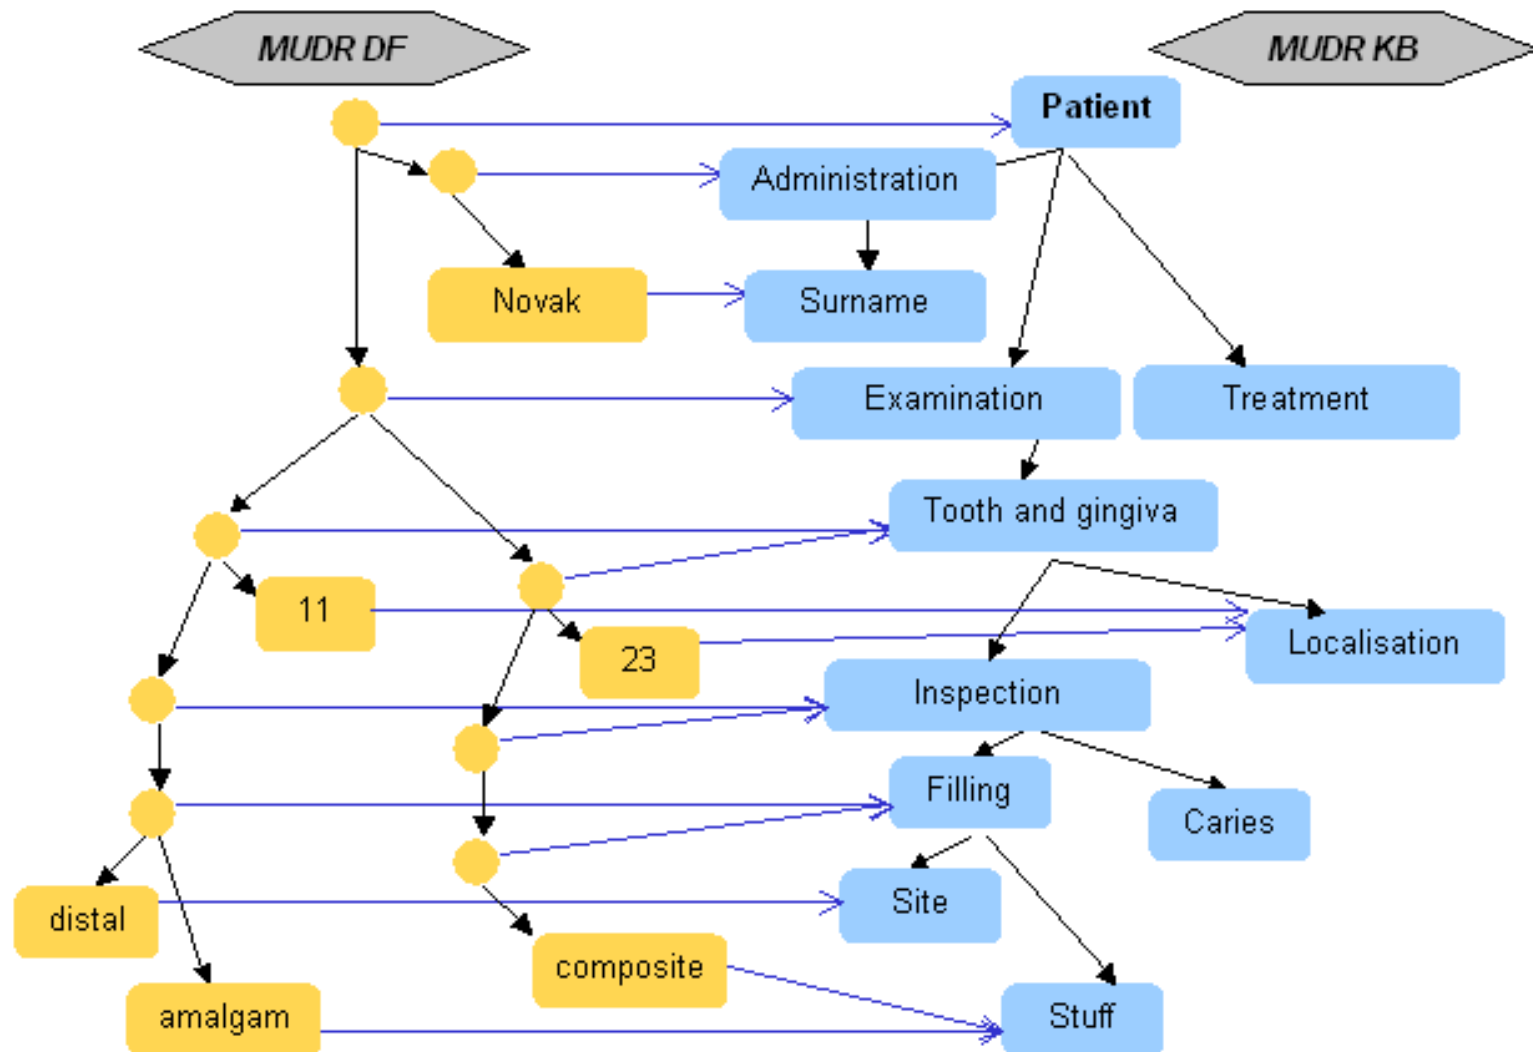 MUDR DF
MUDR KB
Patient
Administration
Novak
Surname
Examination
Treatment
Tooth and gingiva
11
23
Localisation
Inspection
Filling
Caries
distal
Site
composite
amalgam
Stuff